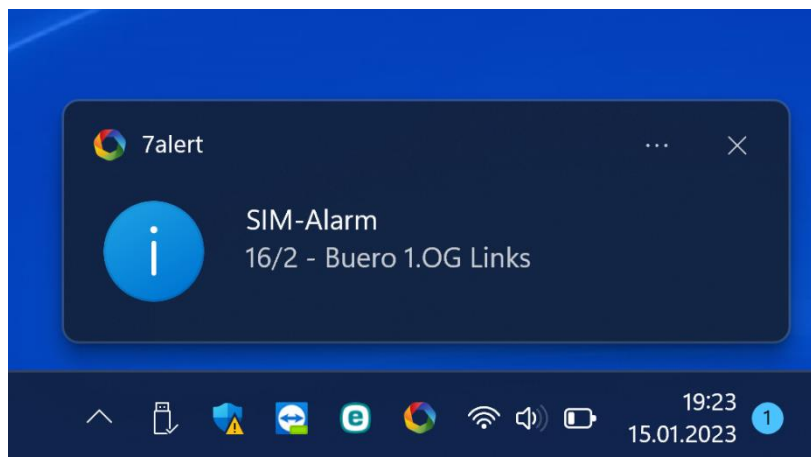 7alert
SIM-Alarm
16/2 - Buero 1.OG Links
19:23
15.01.2023
1